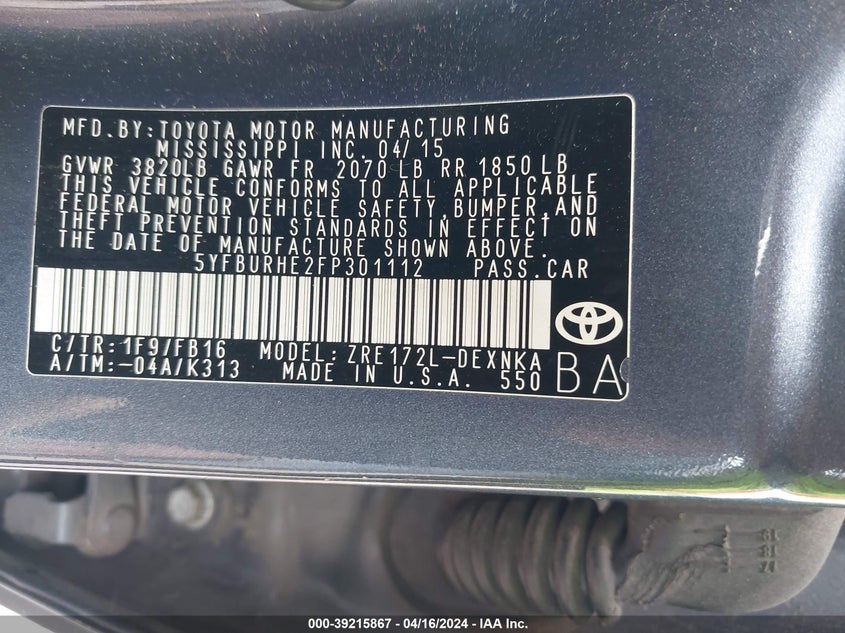 MFD.BY:TOYOTA MOTOR MANUFACTURING
MISSISSIPPI INC. 04/15
GVWR 3820LB GAWR FR 2070 LB RR 1850 LB
THIS VEHICLE CONFORMS TO ALL APPLICABLE
FEDERAL MOTOR VEHICLE SAFETY,BUMPER,AND
THEFT PREVENTION STANDARDS IN EFFECT ON
THE DATE OF MANUFACTURE SHOWN ABOVE.
5YFBURHE2FP301112 PASS.CAR
C/TR:1F9/FB16 MODEL:ZRE172L-DEXNKA
A/TM:-04A/K313 MADE IN U.S.A. 550 BA
000-39215867 - 04/16/2024 - IAA Inc.